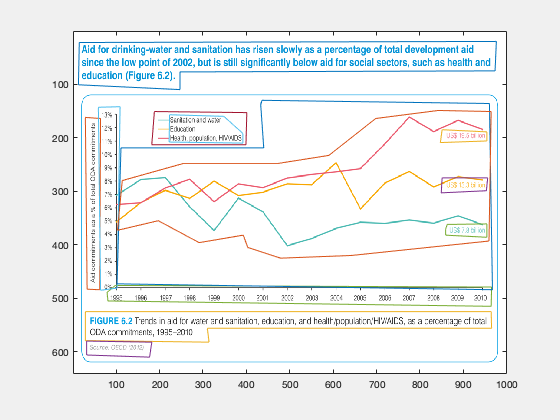 Aid for drinking-water and sanitation has risen slowly as a percentage of total development aid
since the low point of 2002, but is still significantly below aid for social sectors, such as health and
education (Figure 6.2).
100
200
300
400
500
600
Aid commitments as a % of total ODA commitments
13%
12%
11%
10%
9%
8%
7%
6%
5%
4%
3%
2%
1%
0%
Sanitation and water
Education
Health, population, HIV/AIDS
US$ billion
US$ billion
US$ 7.8 billion
1995 1996 1997 1998 1999 2000 2001 2002 2003 2004 2005 2006 2007 2008 2009 2010
FIGURE 6.2 Trends in aid for water and sanitation, education, and health/population/HIV/AIDS, as a percentage of total
ODA commitments, 1995–2010
Source: OECD (2012)
100 200 300 400 500 600 700 800 900 1000